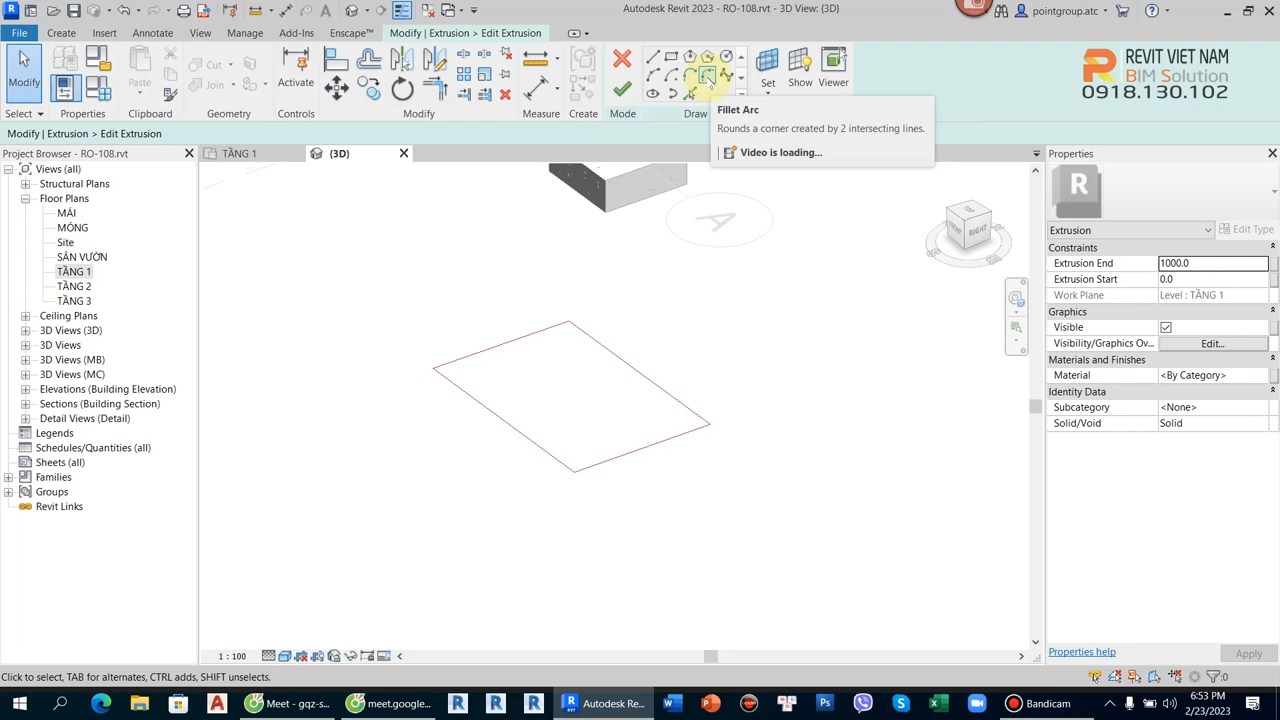 Autodesk Revit 2023 - RO-108.rvt - 3D View: {3D}
pointgroup.atc
File
Create
Insert
Annotate
View
Manage
Add-Ins
Enscape™
Modify | Extrusion > Edit Extrusion
Modify
Paste
Cut
Join
Activate
Set
Show
Viewer
Select
Properties
Clipboard
Geometry
Controls
Modify
Measure
Create
Mode
Draw
REVIT VIET NAM
BIM Solution
0918.130.102
Fillet Arc
Rounds a corner created by 2 intersecting lines.
Video is loading...
Modify | Extrusion > Edit Extrusion
Project Browser - RO-108.rvt
TẦNG 1
{3D}
Properties
Views (all)
Structural Plans
Floor Plans
MÁI
MÓNG
Site
SÂN VƯỜN
TẦNG 1
TẦNG 2
TẦNG 3
Ceiling Plans
3D Views (3D)
3D Views
3D Views (MB)
3D Views (MC)
Elevations (Building Elevation)
Sections (Building Section)
Detail Views (Detail)
Legends
Schedules/Quantities (all)
Sheets (all)
Families
Groups
Revit Links
A
TOP
RIGHT
R
Extrusion
Edit Type
Constraints
Extrusion End 1000.0
Extrusion Start 0.0
Work Plane Level : TẦNG 1
Graphics
Visible
Visibility/Graphics Ov... Edit...
Materials and Finishes
Material <By Category>
Identity Data
Subcategory <None>
Solid/Void Solid
Properties help
Apply
1 : 100
Click to select, TAB for alternates, CTRL adds, SHIFT unselects.
:0
Meet - gqz-s...
meet.google...
Autodesk Re...
Bandicam
6:53 PM
2/23/2023